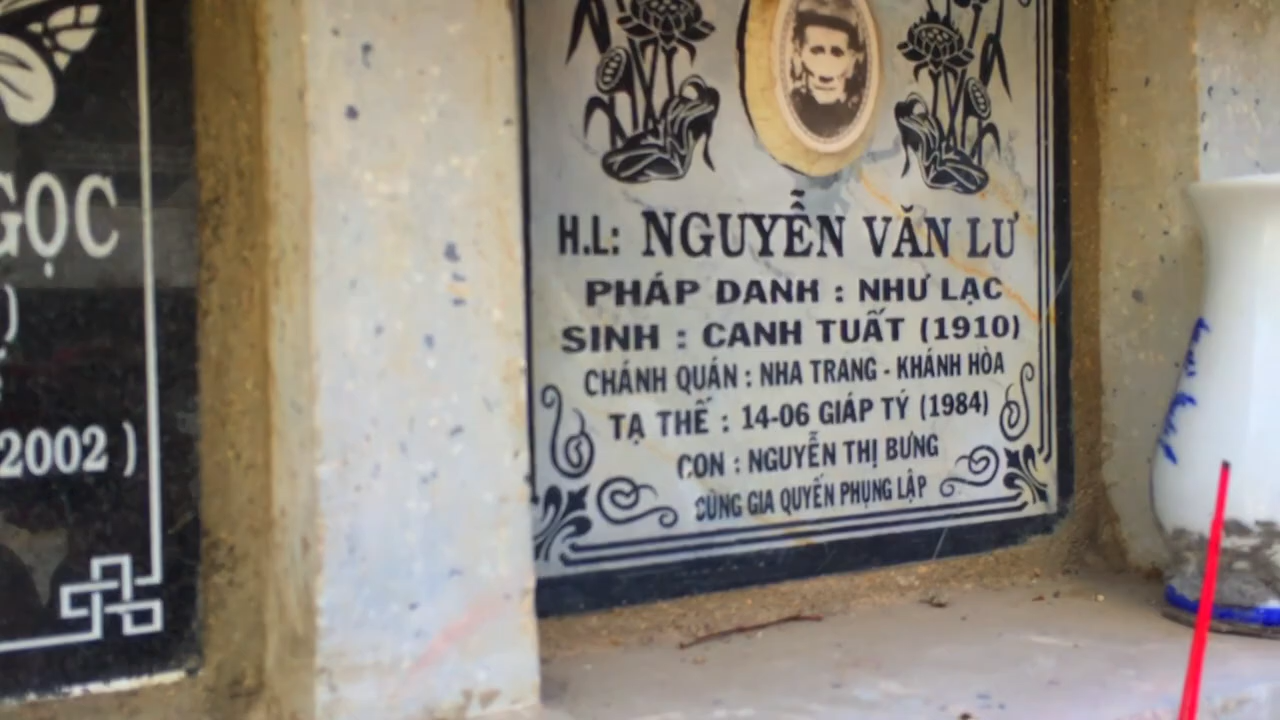 GỌC
)
2002 )
H.L: NGUYỄN VĂN LƯ
PHÁP DANH : NHƯ LẠC
SINH : CANH TUẤT (1910)
CHÁNH QUÁN : NHA TRANG - KHÁNH HÒA
TẠ THẾ : 14-06 GIÁP TÝ (1984)
CON : NGUYỄN THỊ BƯNG
CÙNG GIA QUYẾN PHỤNG LẬP